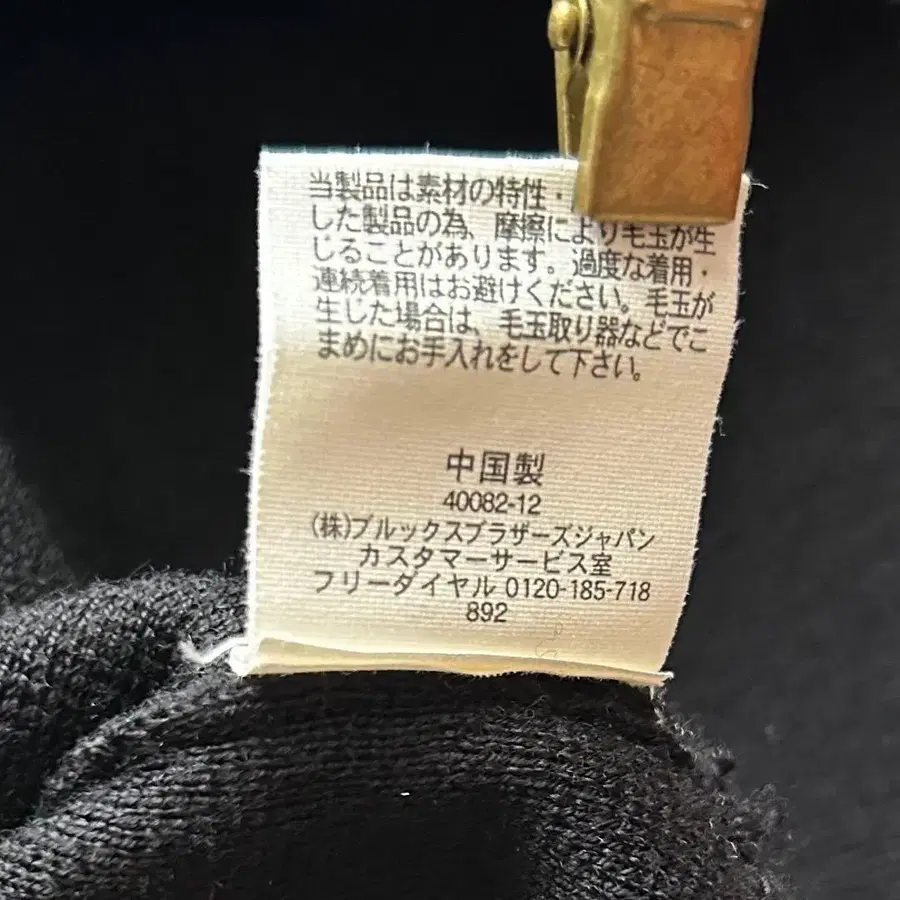 当製品は素材の特性・
した製品の為、摩擦により毛玉が生
じることがあります。過度な着用・
連続着用はお避けください。毛玉が
生じた場合は、毛玉取り器などでこ
まめにお手入れをして下さい。
中国製
40082-12
(株)ブルックスブラザーズジャパン
カスタマーサービス室
フリーダイヤル 0120-185-718
892